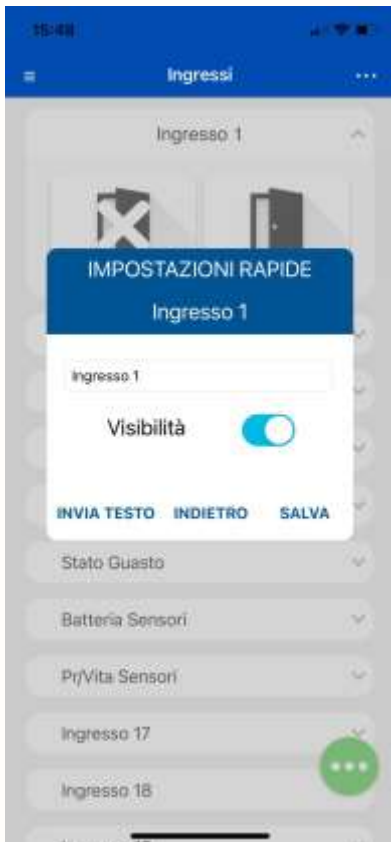 15:48
Ingressi
Ingresso 1
IMPOSTAZIONI RAPIDE
Ingresso 1
Ingresso 1
Visibilità
INVIA TESTO INDIETRO SALVA
Stato Guasto
Batteria Sensori
Pr/Vita Sensori
Ingresso 17
Ingresso 18